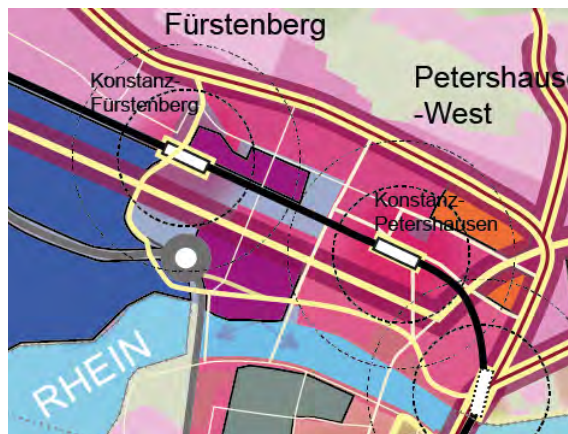 Fürstenberg
Konstanz-
Fürstenberg
Petershause
-West
Konstanz-
Petershausen
RHEIN